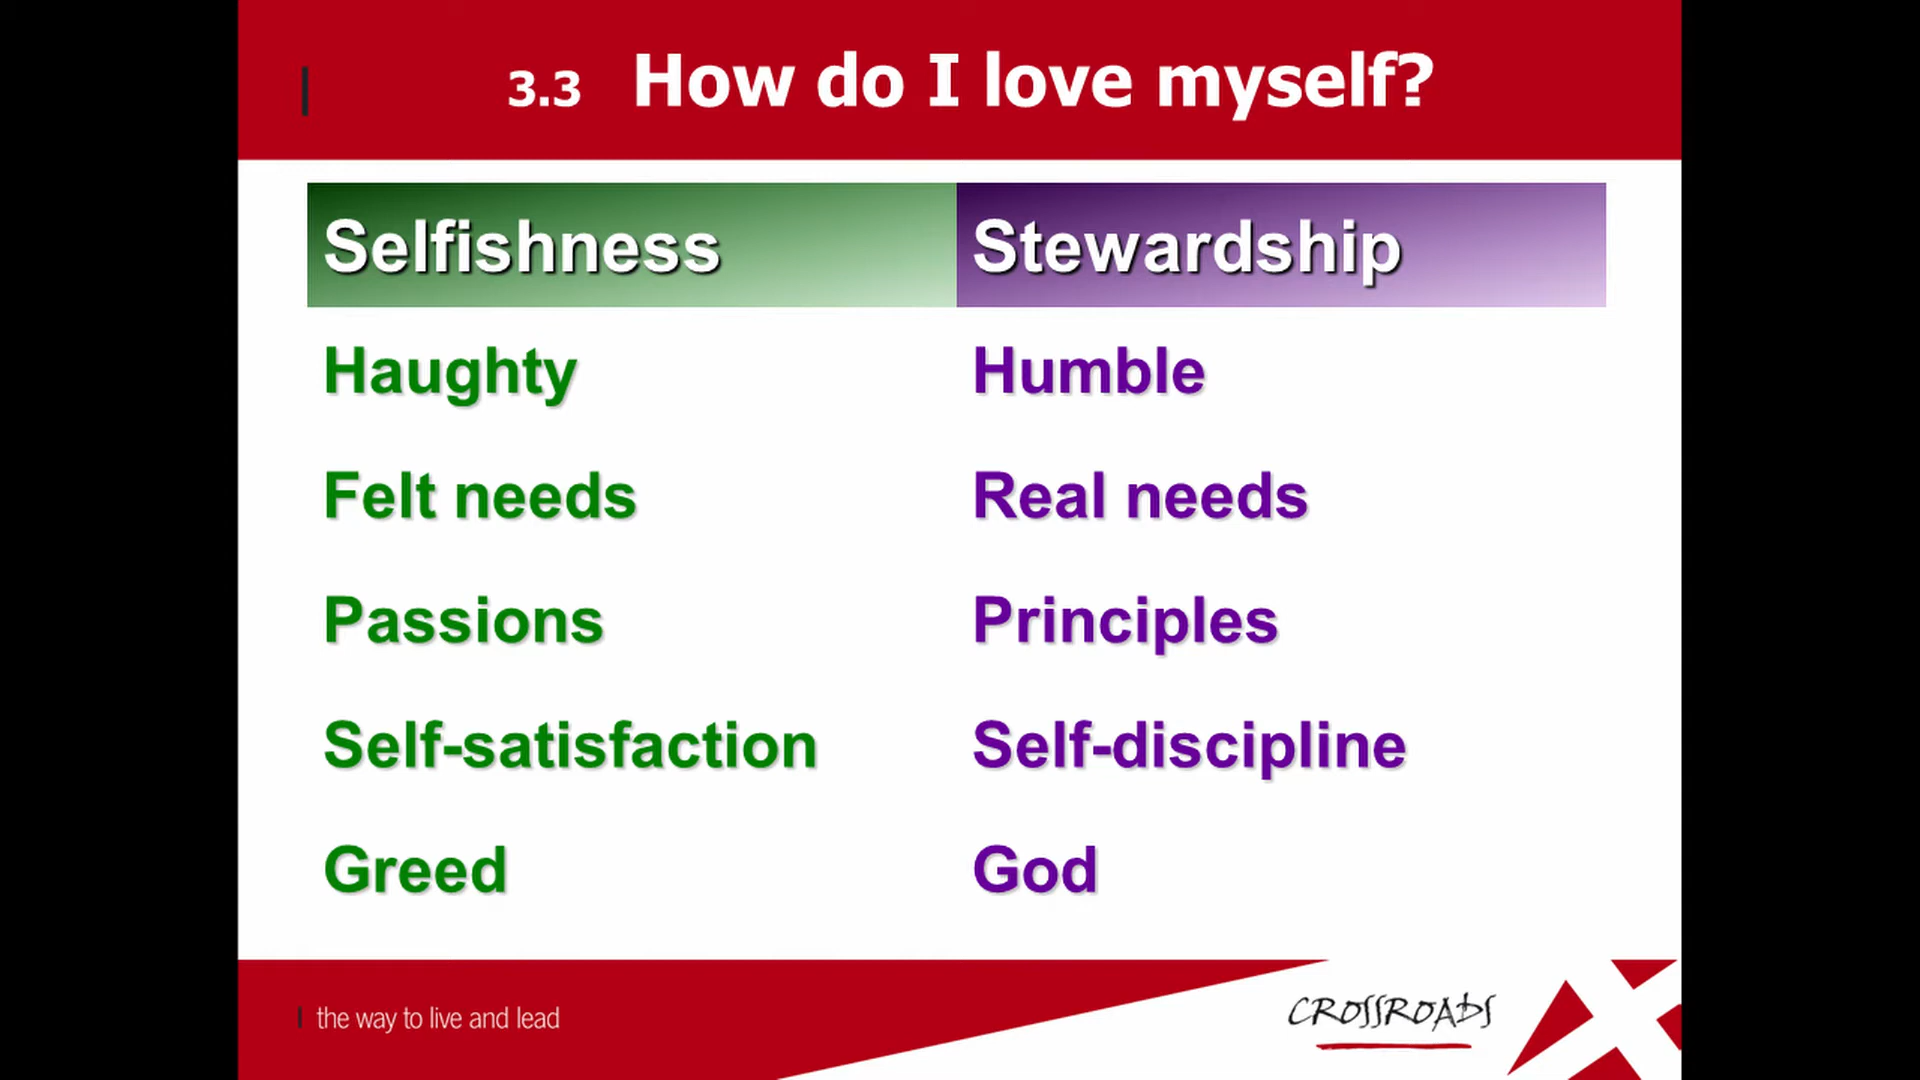 3.3 How do I love myself?
Selfishness Stewardship
Haughty Humble
Felt needs Real needs
Passions Principles
Self-satisfaction Self-discipline
Greed God
the way to live and lead
CROSSROADS